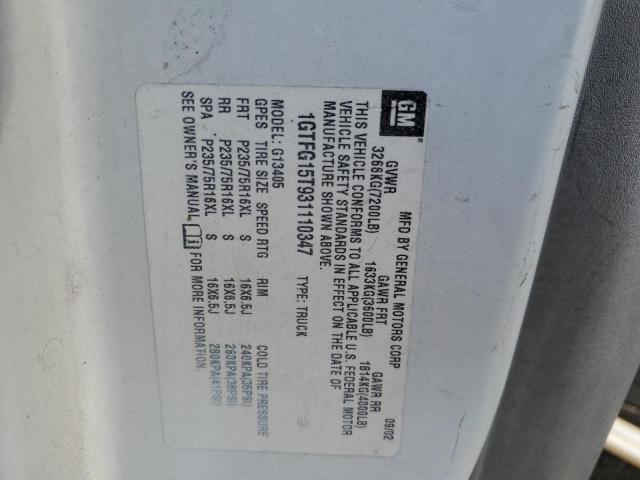 GM
MFD BY GENERAL MOTORS CORP 09/02
GVWR GAWR FRT GAWR RR
3266KG(7200LB) 1633KG(3600LB) 1814KG(4000LB)
THIS VEHICLE CONFORMS TO ALL APPLICABLE U.S. FEDERAL MOTOR
VEHICLE SAFETY STANDARDS IN EFFECT ON THE DATE OF
MANUFACTURE SHOWN ABOVE.
1GTFG15T931110347 TYPE: TRUCK
MODEL: G13405
GPES TIRE SIZE SPEED RTG RIM COLD TIRE PRESSURE
FRT P235/75R16XL S 16X6.5J 240KPA(35PSI)
RR P235/75R16XL S 16X6.5J 260KPA(38PSI)
SPA P235/75R16XL S 16X6.5J 280KPA(41PSI)
SEE OWNER'S MANUAL FOR MORE INFORMATION.